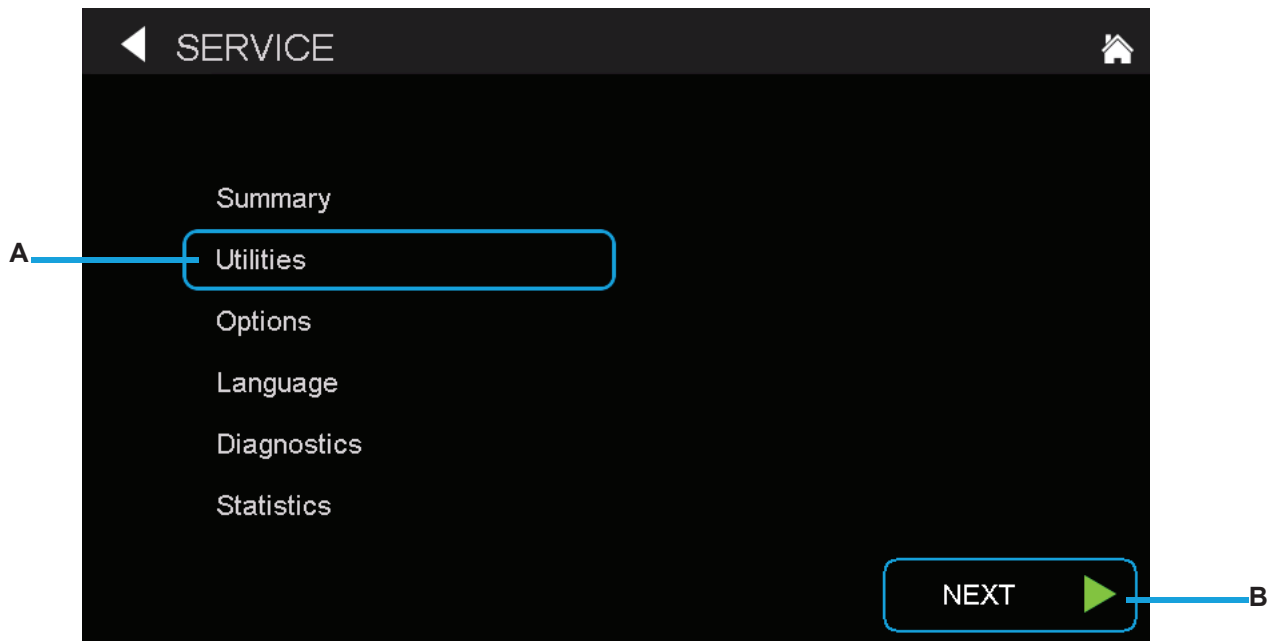 SERVICE
Summary
A
Utilities
Options
Language
Diagnostics
Statistics
NEXT
B